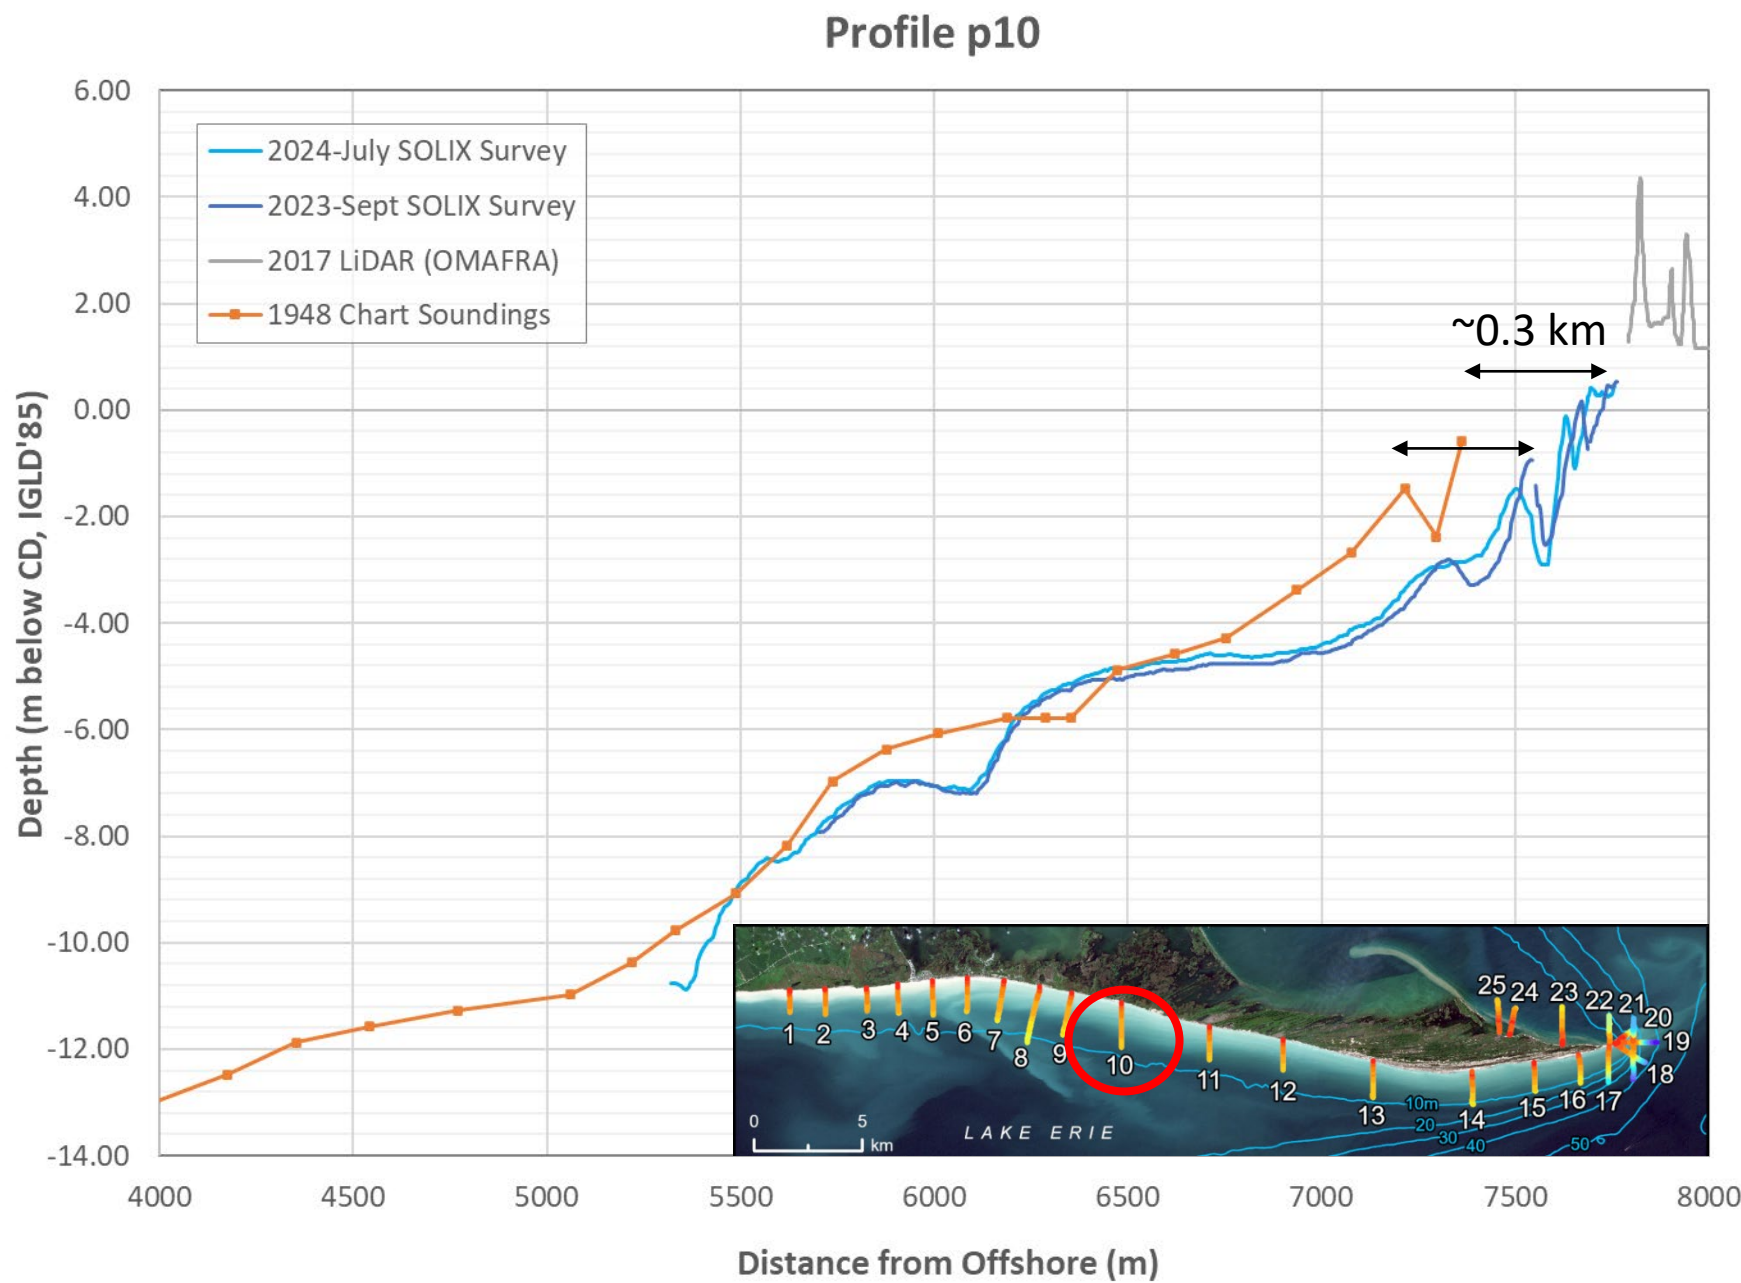 Profile p10
6.00
4.00
2.00
0.00
-2.00
-4.00
-6.00
-8.00
-10.00
-12.00
-14.00
Depth (m below CD, IGLD'85)
2024-July SOLIX Survey
2023-Sept SOLIX Survey
2017 LiDAR (OMAFRA)
1948 Chart Soundings
~0.3 km
1 2 3 4 5 6 7 8 9 10 11 12 13 14 15 16 17 18 19 20 21 22 23 24 25
10m
20
30
40
50
0 5
km
LAKE ERIE
4000 4500 5000 5500 6000 6500 7000 7500 8000
Distance from Offshore (m)